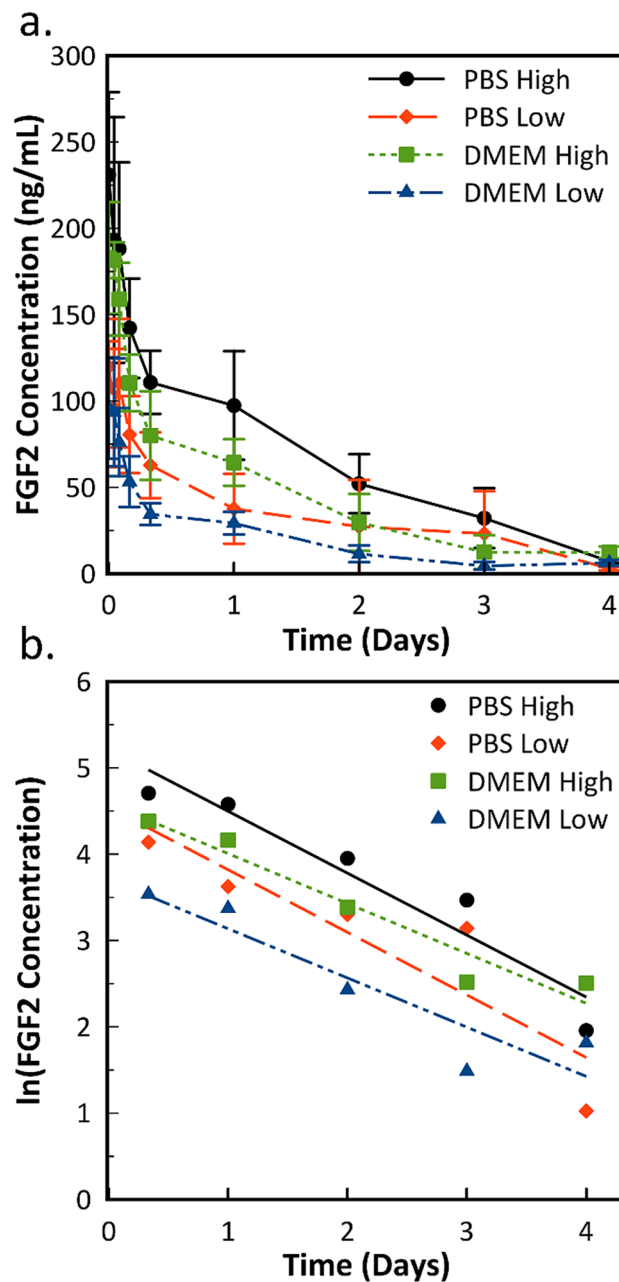 a.
300
250
200
150
100
50
0
FGF2 Concentration (ng/mL)
PBS High
PBS Low
DMEM High
DMEM Low
0 1 2 3 4
Time (Days)
b.
6
5
4
3
2
1
0
ln(FGF2 Concentration)
PBS High
PBS Low
DMEM High
DMEM Low
0 1 2 3 4
Time (Days)